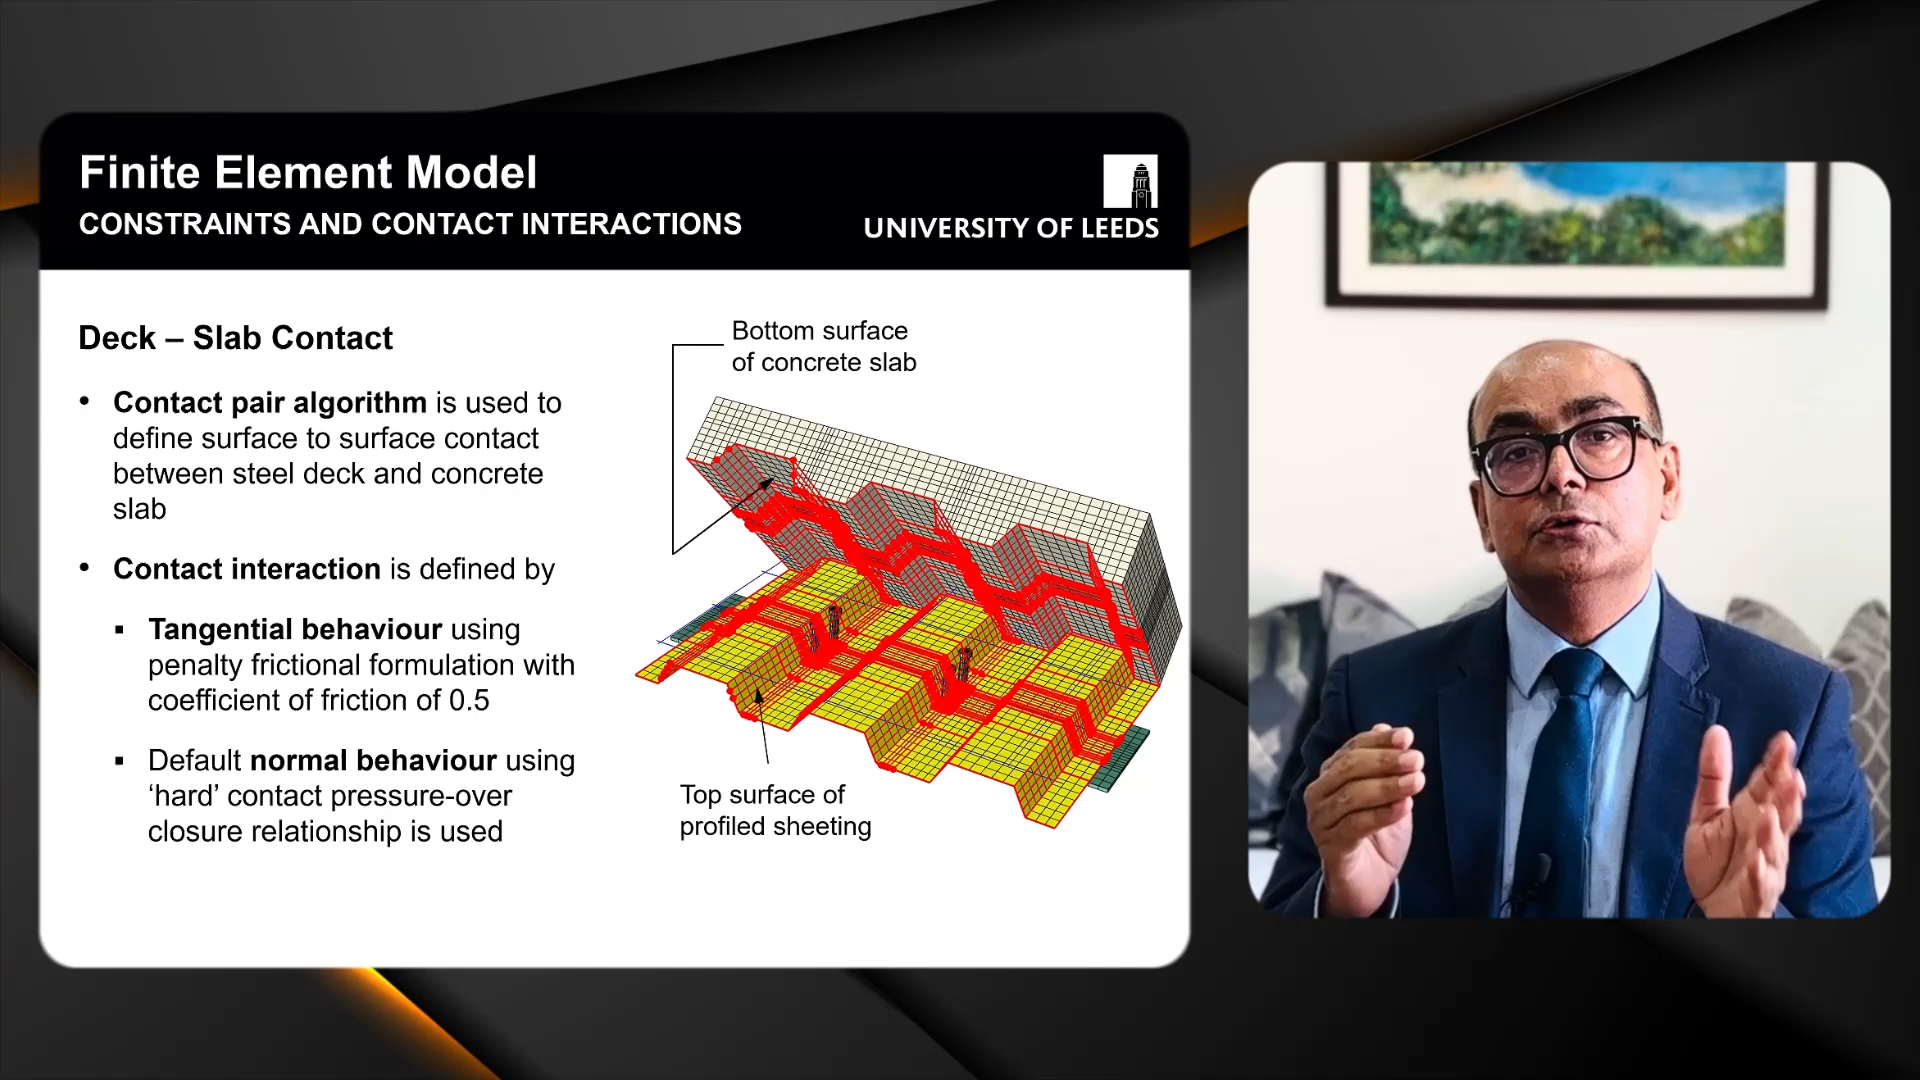 Finite Element Model
CONSTRAINTS AND CONTACT INTERACTIONS
UNIVERSITY OF LEEDS
Deck – Slab Contact
• Contact pair algorithm is used to
define surface to surface contact
between steel deck and concrete
slab
• Contact interaction is defined by
▪ Tangential behaviour using
penalty frictional formulation with
coefficient of friction of 0.5
▪ Default normal behaviour using
‘hard’ contact pressure-over
closure relationship is used
Bottom surface
of concrete slab
Top surface of
profiled sheeting